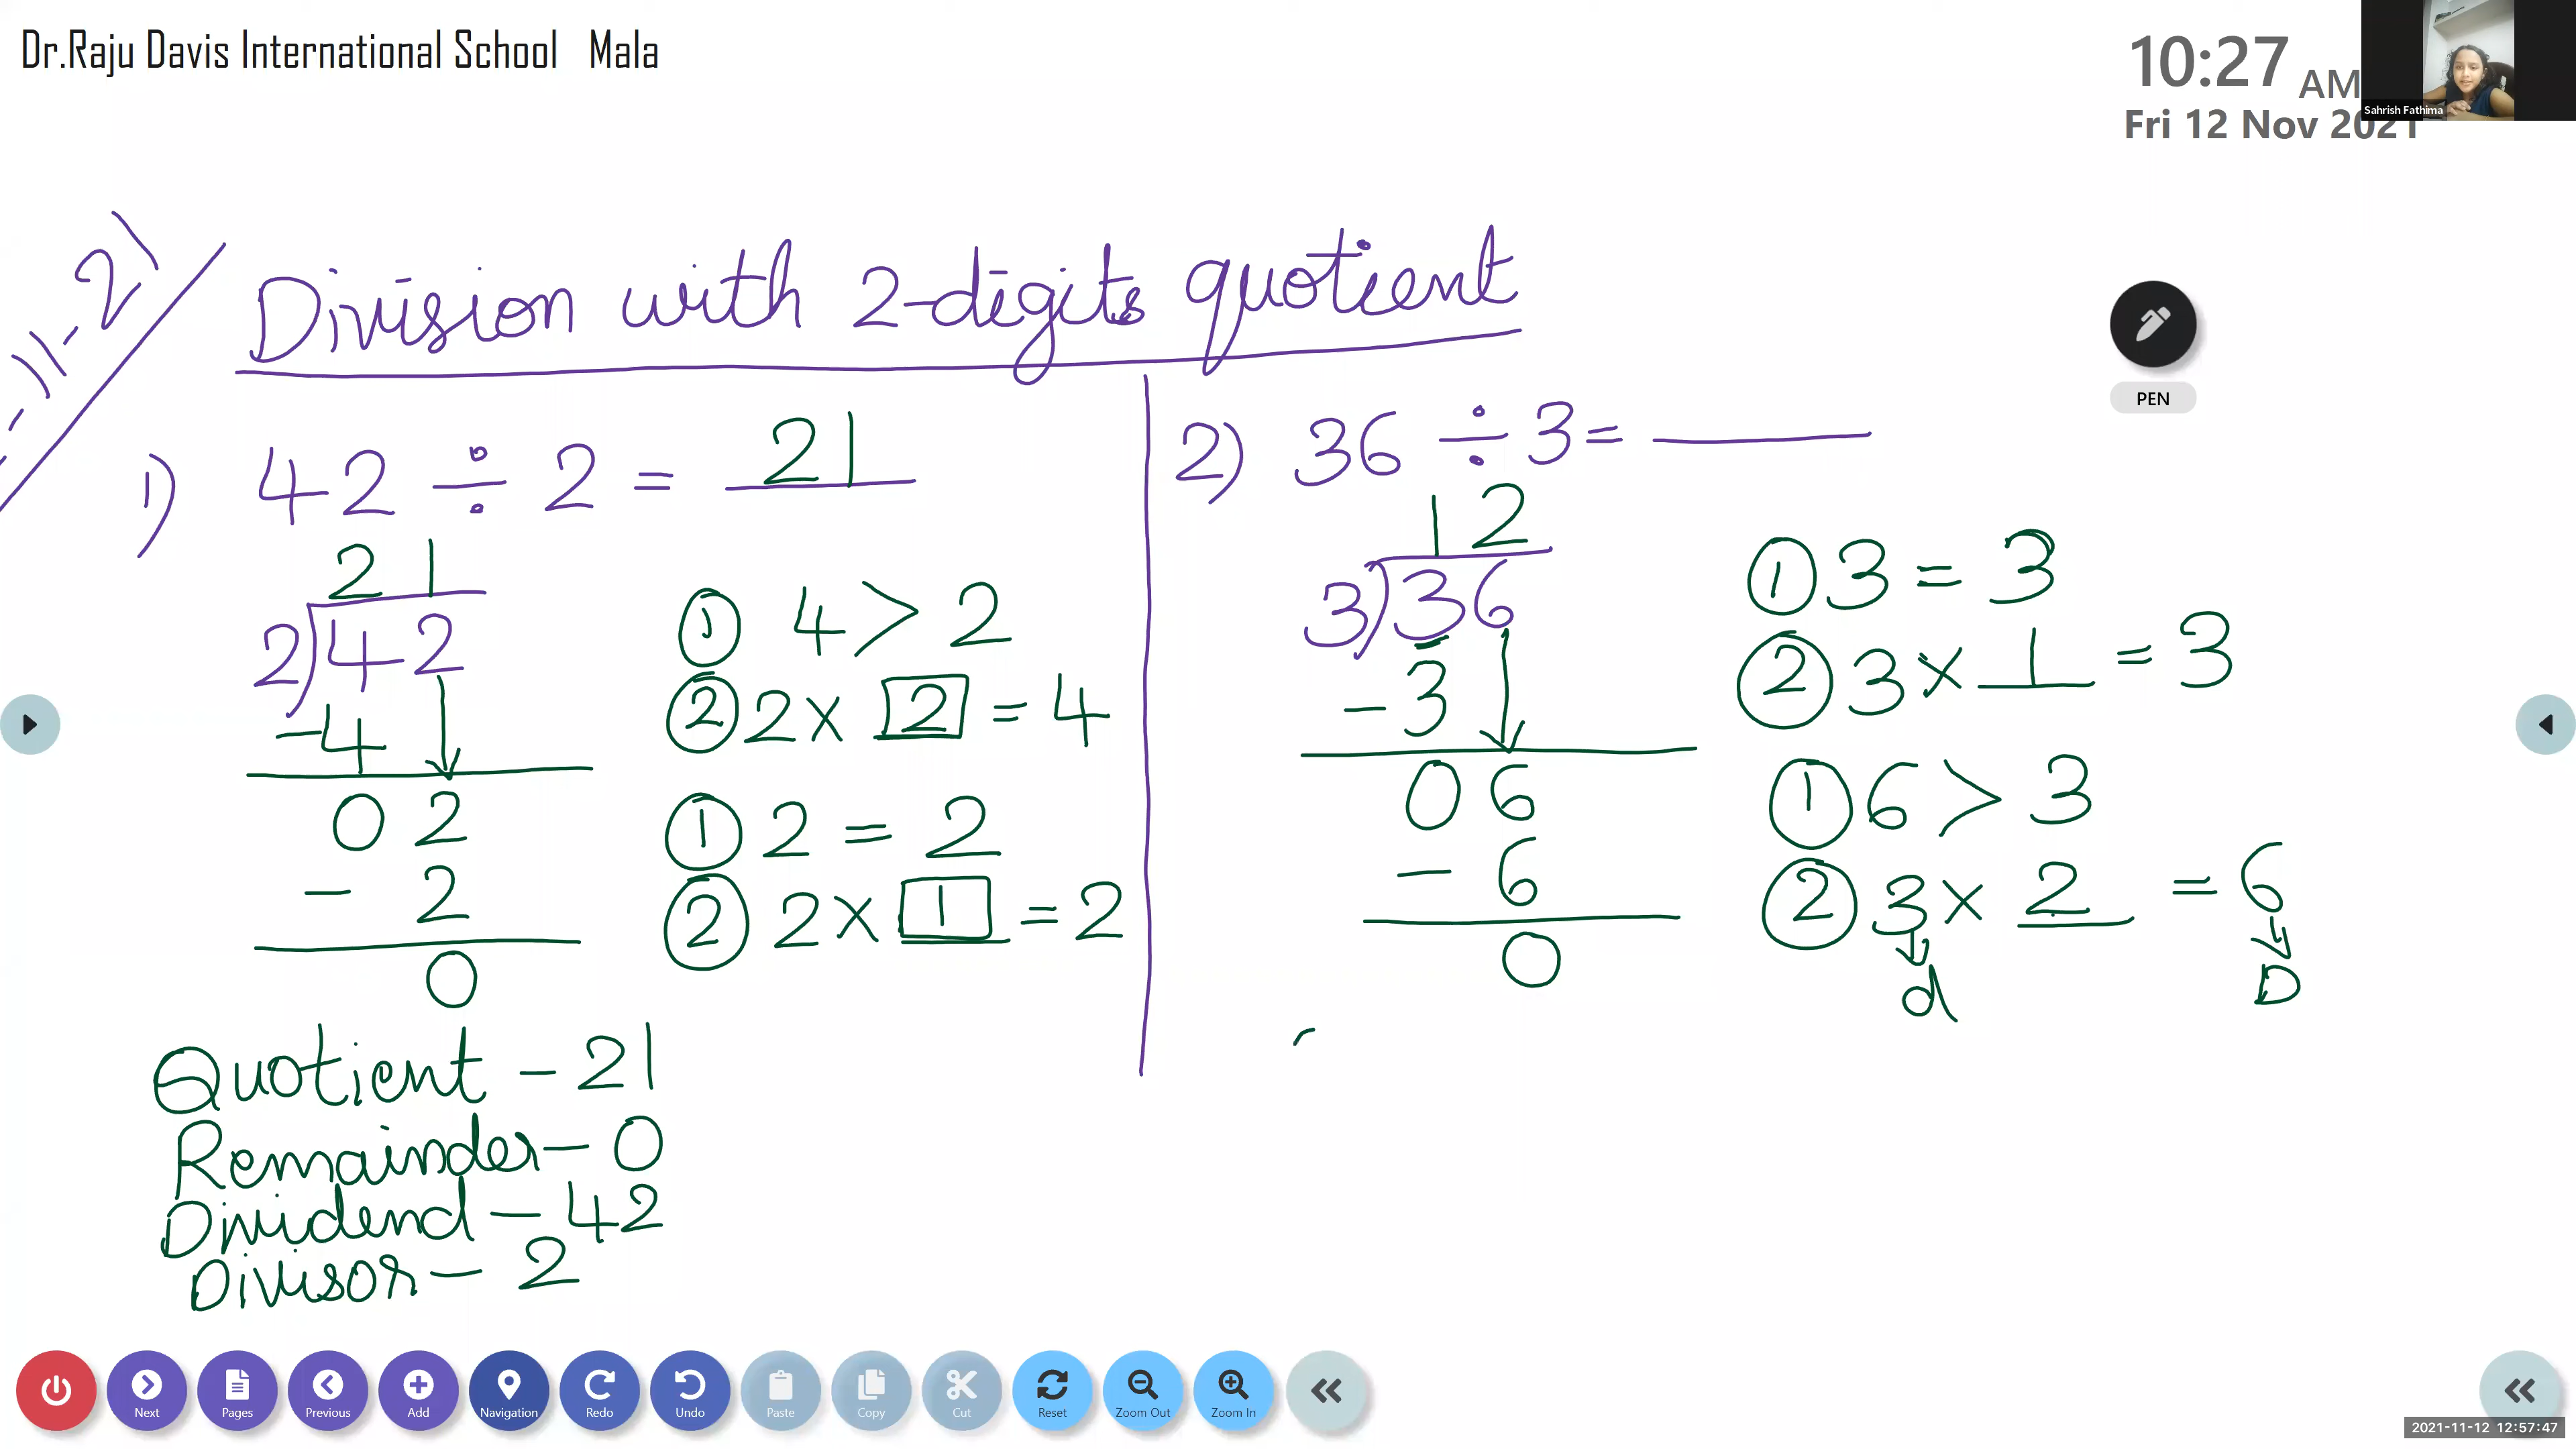 Dr.Raju Davis International School Mala
10:27 AM
Fri 12 Nov 2021
Sahrish Fathima
-11-21
Division with 2-digits quotient
PEN
1) 42 ÷ 2 = 21
21
2)42
-4
02
- 2
0
① 4 > 2
② 2 × 2 = 4
① 2 = 2
② 2 × 1 = 2
Quotient - 21
Remainder - 0
Dividend - 42
Divisor - 2
2) 36 ÷ 3 = ____
12
3)36
- 3
06
- 6
0
① 3 = 3
② 3 × 1 = 3
① 6 > 3
② 3 × 2 = 6
d D
Next Pages Previous Add Navigation Redo Undo Paste Copy Cut Reset Zoom Out Zoom In
2021-11-12 12:57:47